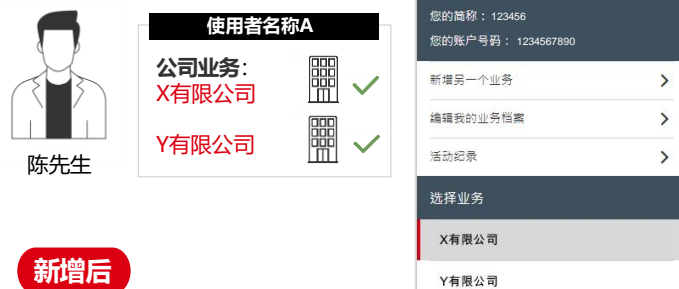 使用者名称A
公司业务:
X有限公司
Y有限公司
陈先生
新增后
您的简称：123456
您的账户号码：1234567890
新增另一个业务
编辑我的业务档案
活动纪录
选择业务
X有限公司
Y有限公司